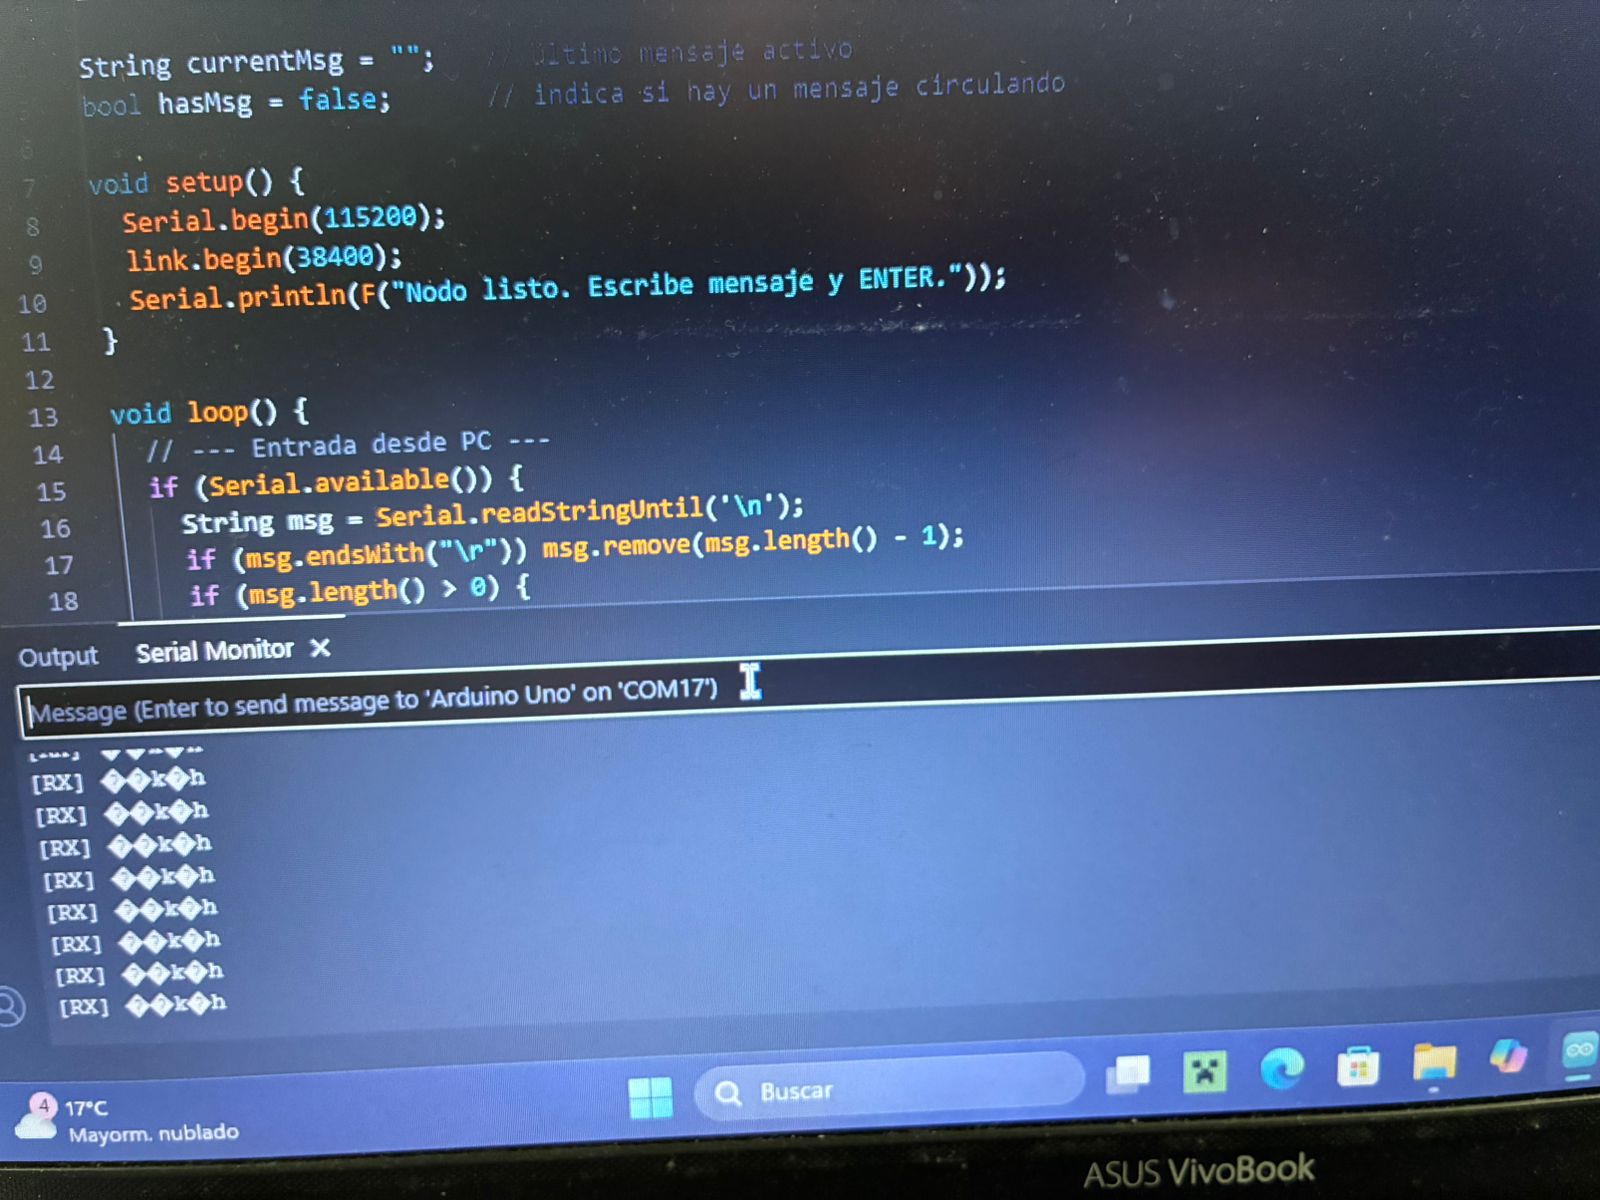 String currentMsg = "";     // último mensaje activo
bool hasMsg = false;     // indica si hay un mensaje circulando
6
7 void setup() {
8 Serial.begin(115200);
9 link.begin(38400);
10 Serial.println(F("Nodo listo. Escribe mensaje y ENTER."));
11 }
12
13 void loop() {
14 // --- Entrada desde PC ---
15 if (Serial.available()) {
16 String msg = Serial.readStringUntil('\n');
17 if (msg.endsWith("\r")) msg.remove(msg.length() - 1);
18 if (msg.length() > 0) {
Output Serial Monitor ×
Message (Enter to send message to 'Arduino Uno' on 'COM17')
[RX] ��k�h
[RX] ��k�h
[RX] ��k�h
[RX] ��k�h
[RX] ��k�h
[RX] ��k�h
[RX] ��k�h
[RX] ��k�h
4 17°C
Mayorm. nublado
Buscar
ASUS VivoBook